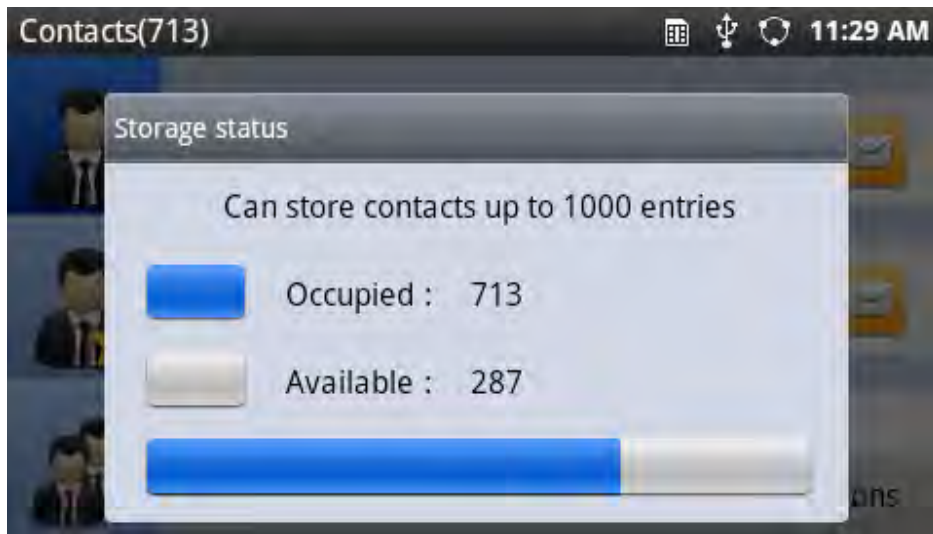 Contacts(713) 11:29 AM
Storage status
Can store contacts up to 1000 entries
Occupied : 713
Available : 287